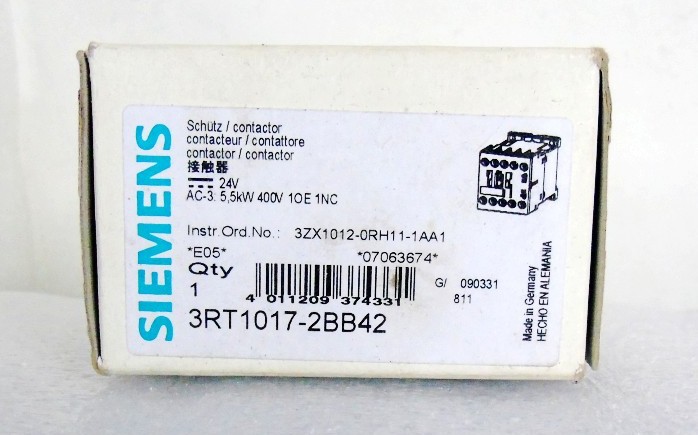 SIEMENS
Schütz / contactor
contacteur / contattore
contactor / contactor
接触器
24V
AC-3: 5,5kW 400V 1OE 1NC
Instr.Ord.No.: 3ZX1012-0RH11-1AA1
*E05* *07063674*
Qty
1
4 011209 374331
G/ 090331
811
3RT1017-2BB42
Made in Germany
HECHO EN ALEMANIA